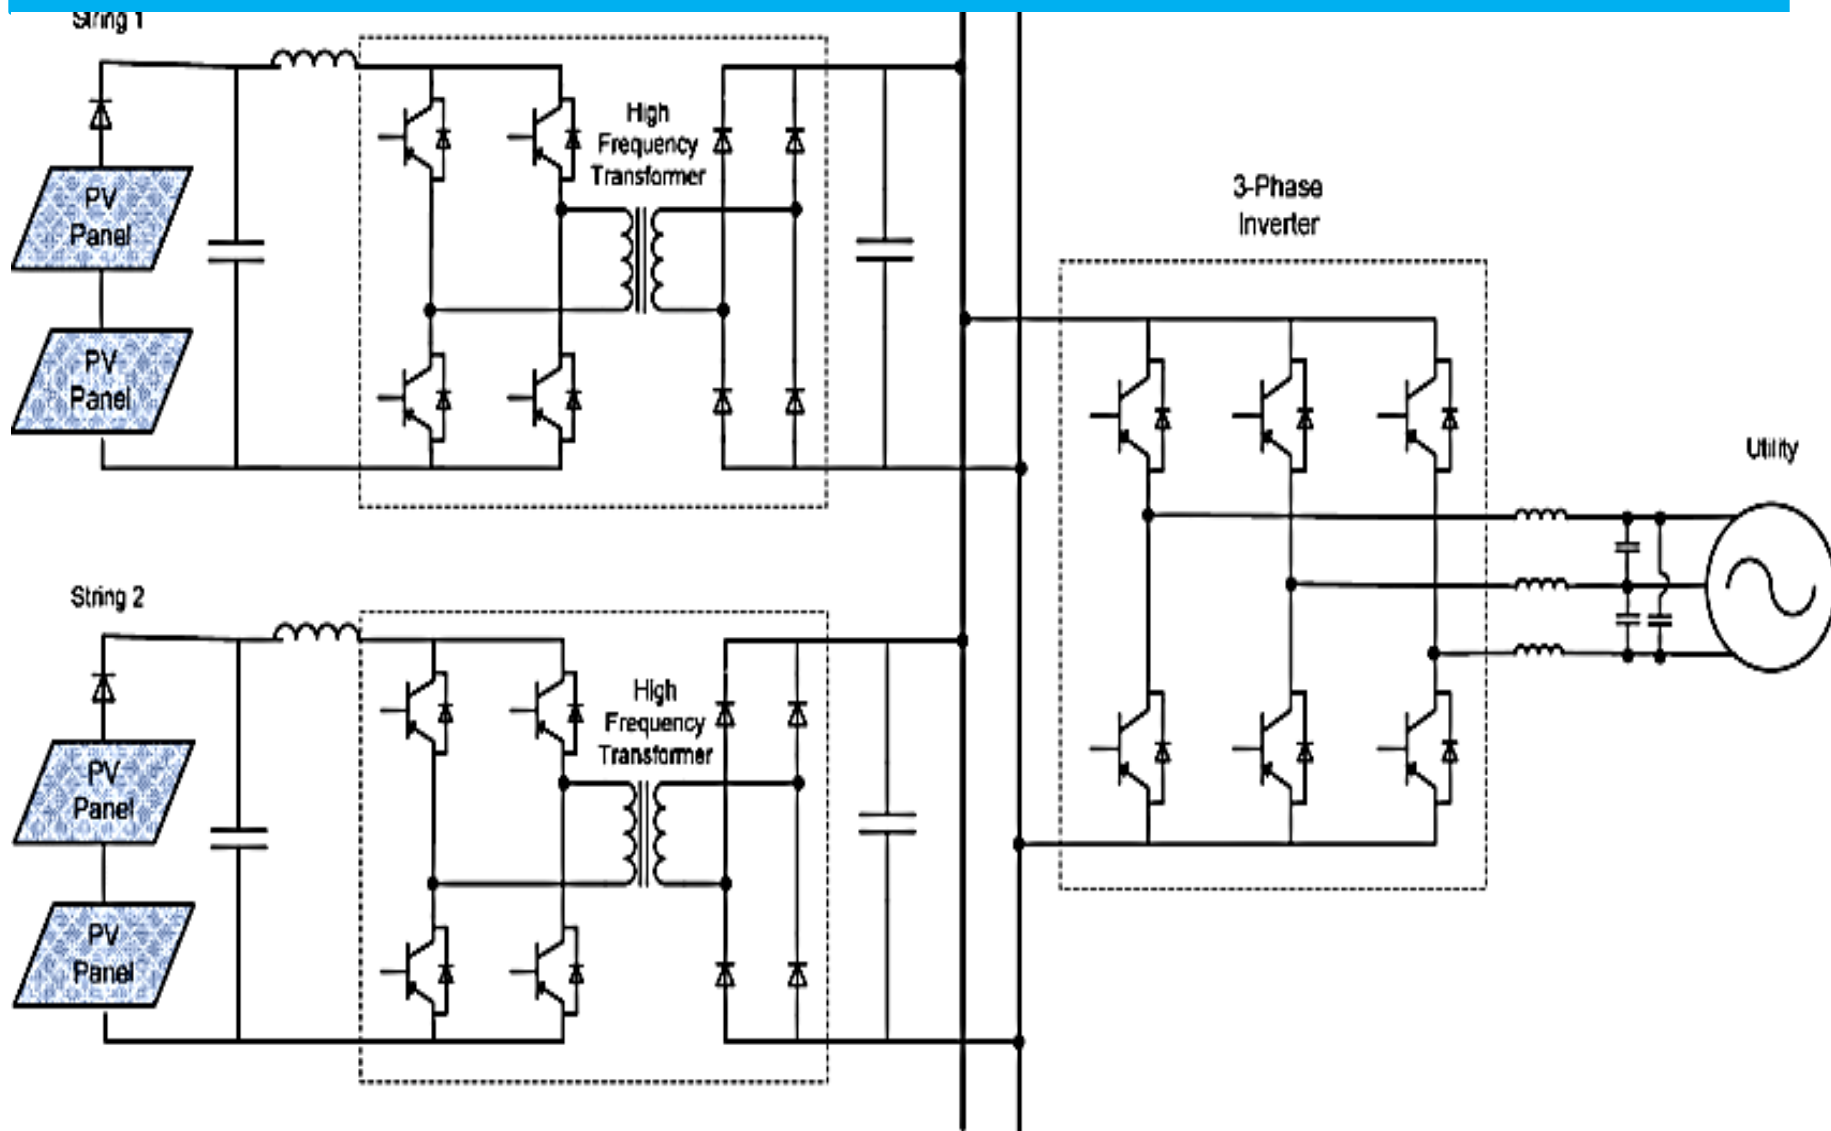 String 1
High
Frequency
Transformer
PV
Panel
PV
Panel
3-Phase
Inverter
Utility
String 2
High
Frequency
Transformer
PV
Panel
PV
Panel